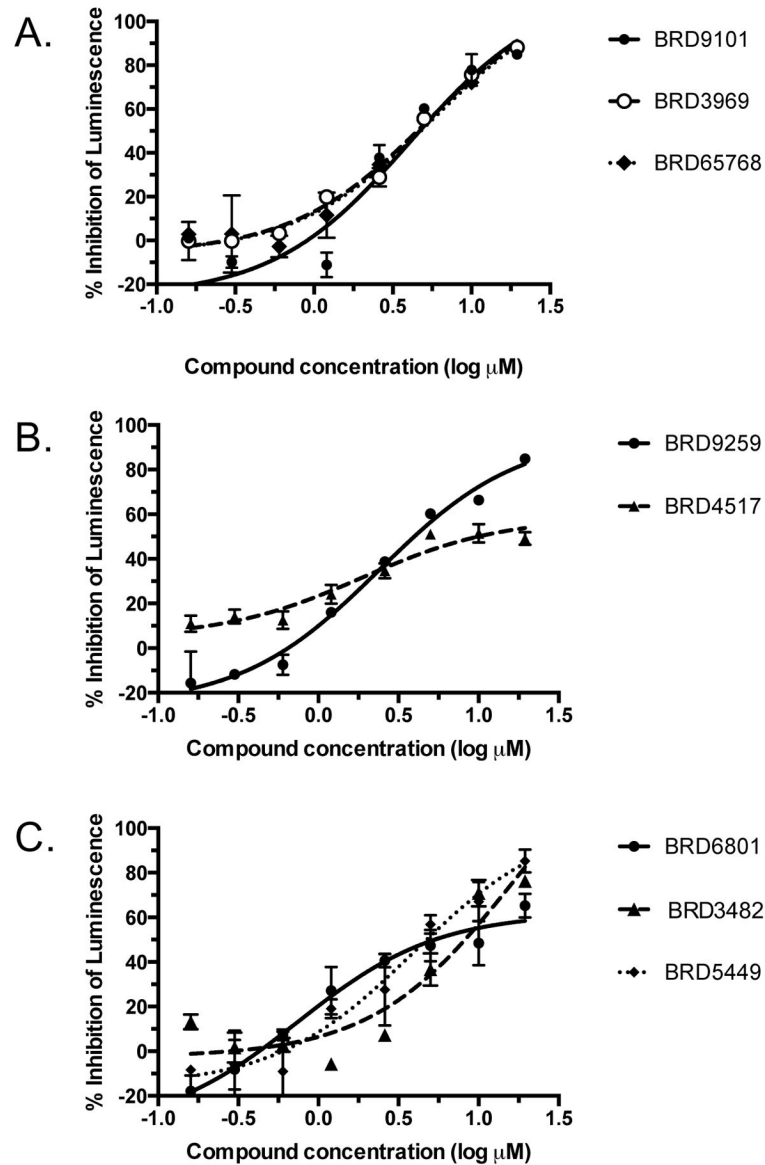 A.
% Inhibition of Luminescence
100
80
60
40
20
0
-20
-1.0 -0.5 0.0 0.5 1.0 1.5
Compound concentration (log μM)
BRD9101
BRD3969
BRD65768
B.
% Inhibition of Luminescence
100
80
60
40
20
0
-20
-1.0 -0.5 0.0 0.5 1.0 1.5
Compound concentration (log μM)
BRD9259
BRD4517
C.
% Inhibition of Luminescence
100
80
60
40
20
0
-20
-1.0 -0.5 0.0 0.5 1.0 1.5
Compound concentration (log μM)
BRD6801
BRD3482
BRD5449